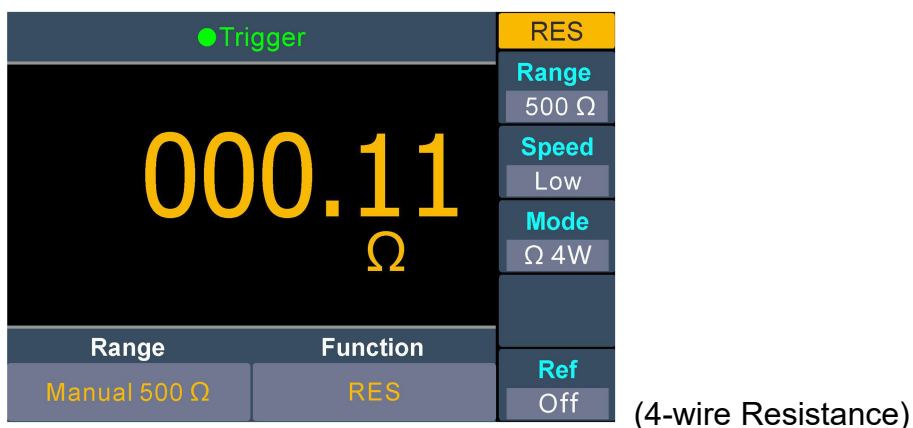 ●Trigger
000.11
Ω
Range
Function
Manual 500 Ω
RES
RES
Range
500 Ω
Speed
Low
Mode
Ω 4W
Ref
Off
(4-wire Resistance)